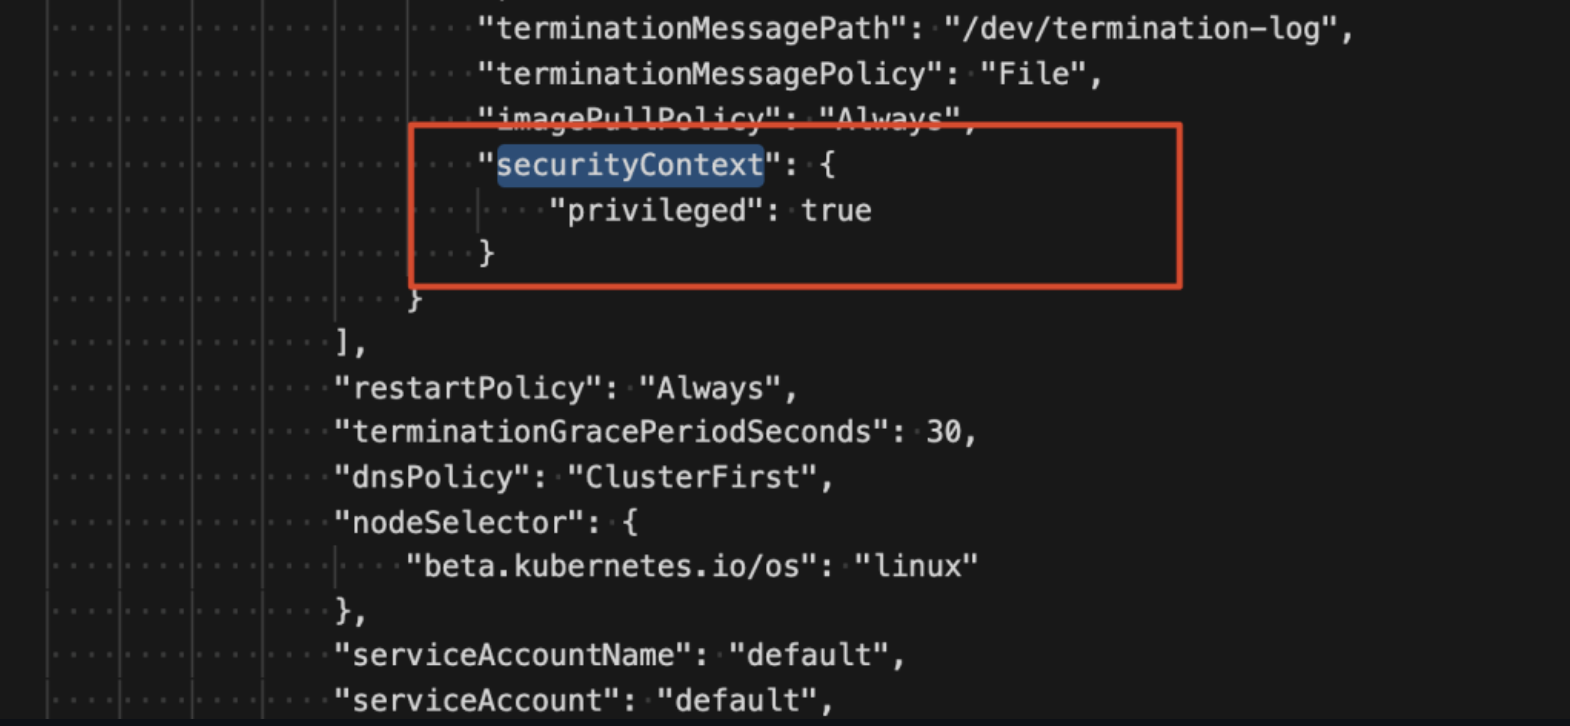 "terminationMessagePath": "/dev/termination-log",
"terminationMessagePolicy": "File",
"imagePullPolicy": "Always",
"securityContext": {
"privileged": true
}
}
],
"restartPolicy": "Always",
"terminationGracePeriodSeconds": 30,
"dnsPolicy": "ClusterFirst",
"nodeSelector": {
"beta.kubernetes.io/os": "linux"
},
"serviceAccountName": "default",
"serviceAccount": "default",